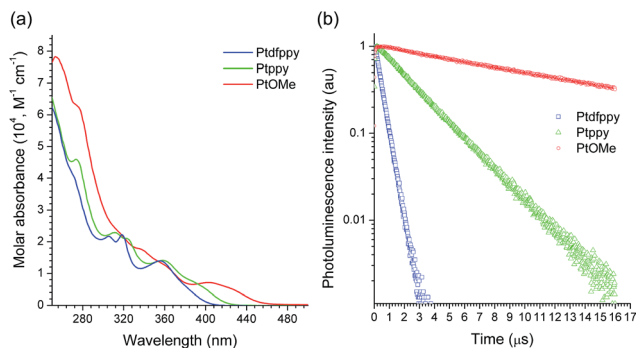 (a)
Molar absorbance (10⁴, M⁻¹ cm⁻¹)
8
7
6
5
4
3
2
1
0
Ptdfppy
Ptppy
PtOMe
280 320 360 400 440 480
Wavelength (nm)
(b)
Photoluminescence intensity (au)
1
0.1
0.01
Ptdfppy
Ptppy
PtOMe
0 1 2 3 4 5 6 7 8 9 10 11 12 13 14 15 16 17
Time (μs)